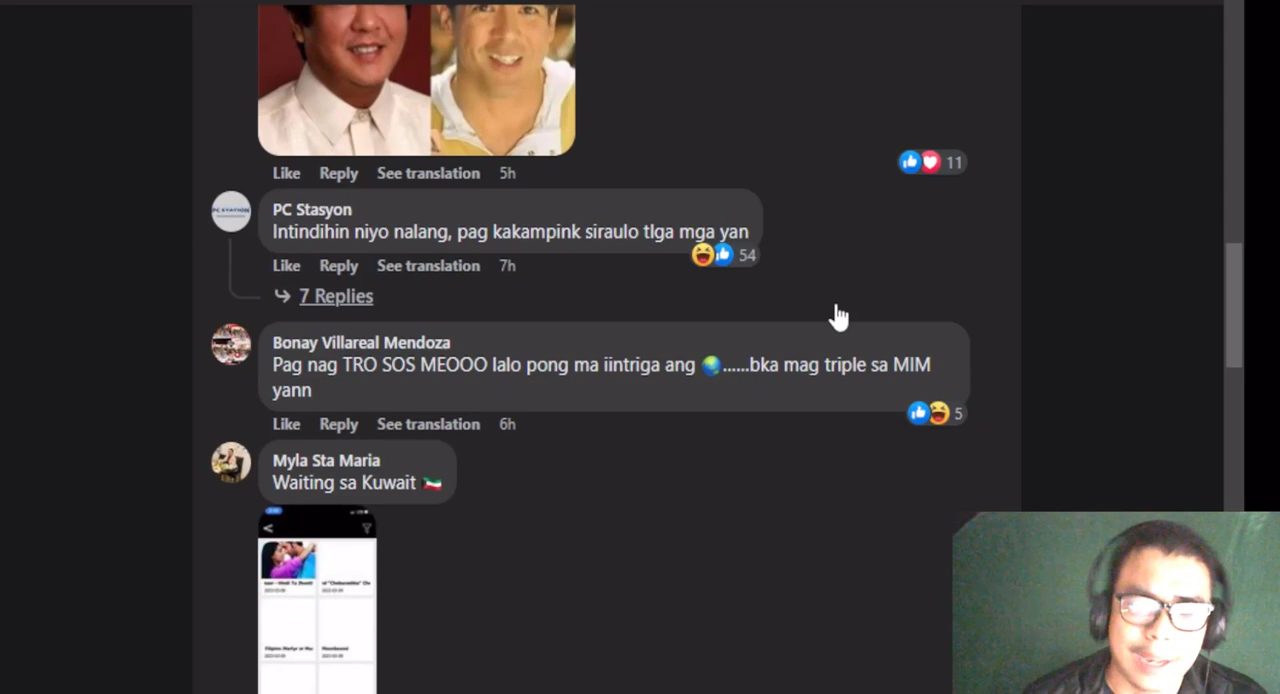 Like Reply See translation 5h
11
PC Stasyon
Intindihin niyo nalang, pag kakampink siraulo tlga mga yan
54
Like Reply See translation 7h
7 Replies
Bonay Villareal Mendoza
Pag nag TRO SOS MEOOO lalo pong ma iintriga ang 🌏......bka mag triple sa MIM
yann
5
Like Reply See translation 6h
Myla Sta Maria
Waiting sa Kuwait 🇰🇼